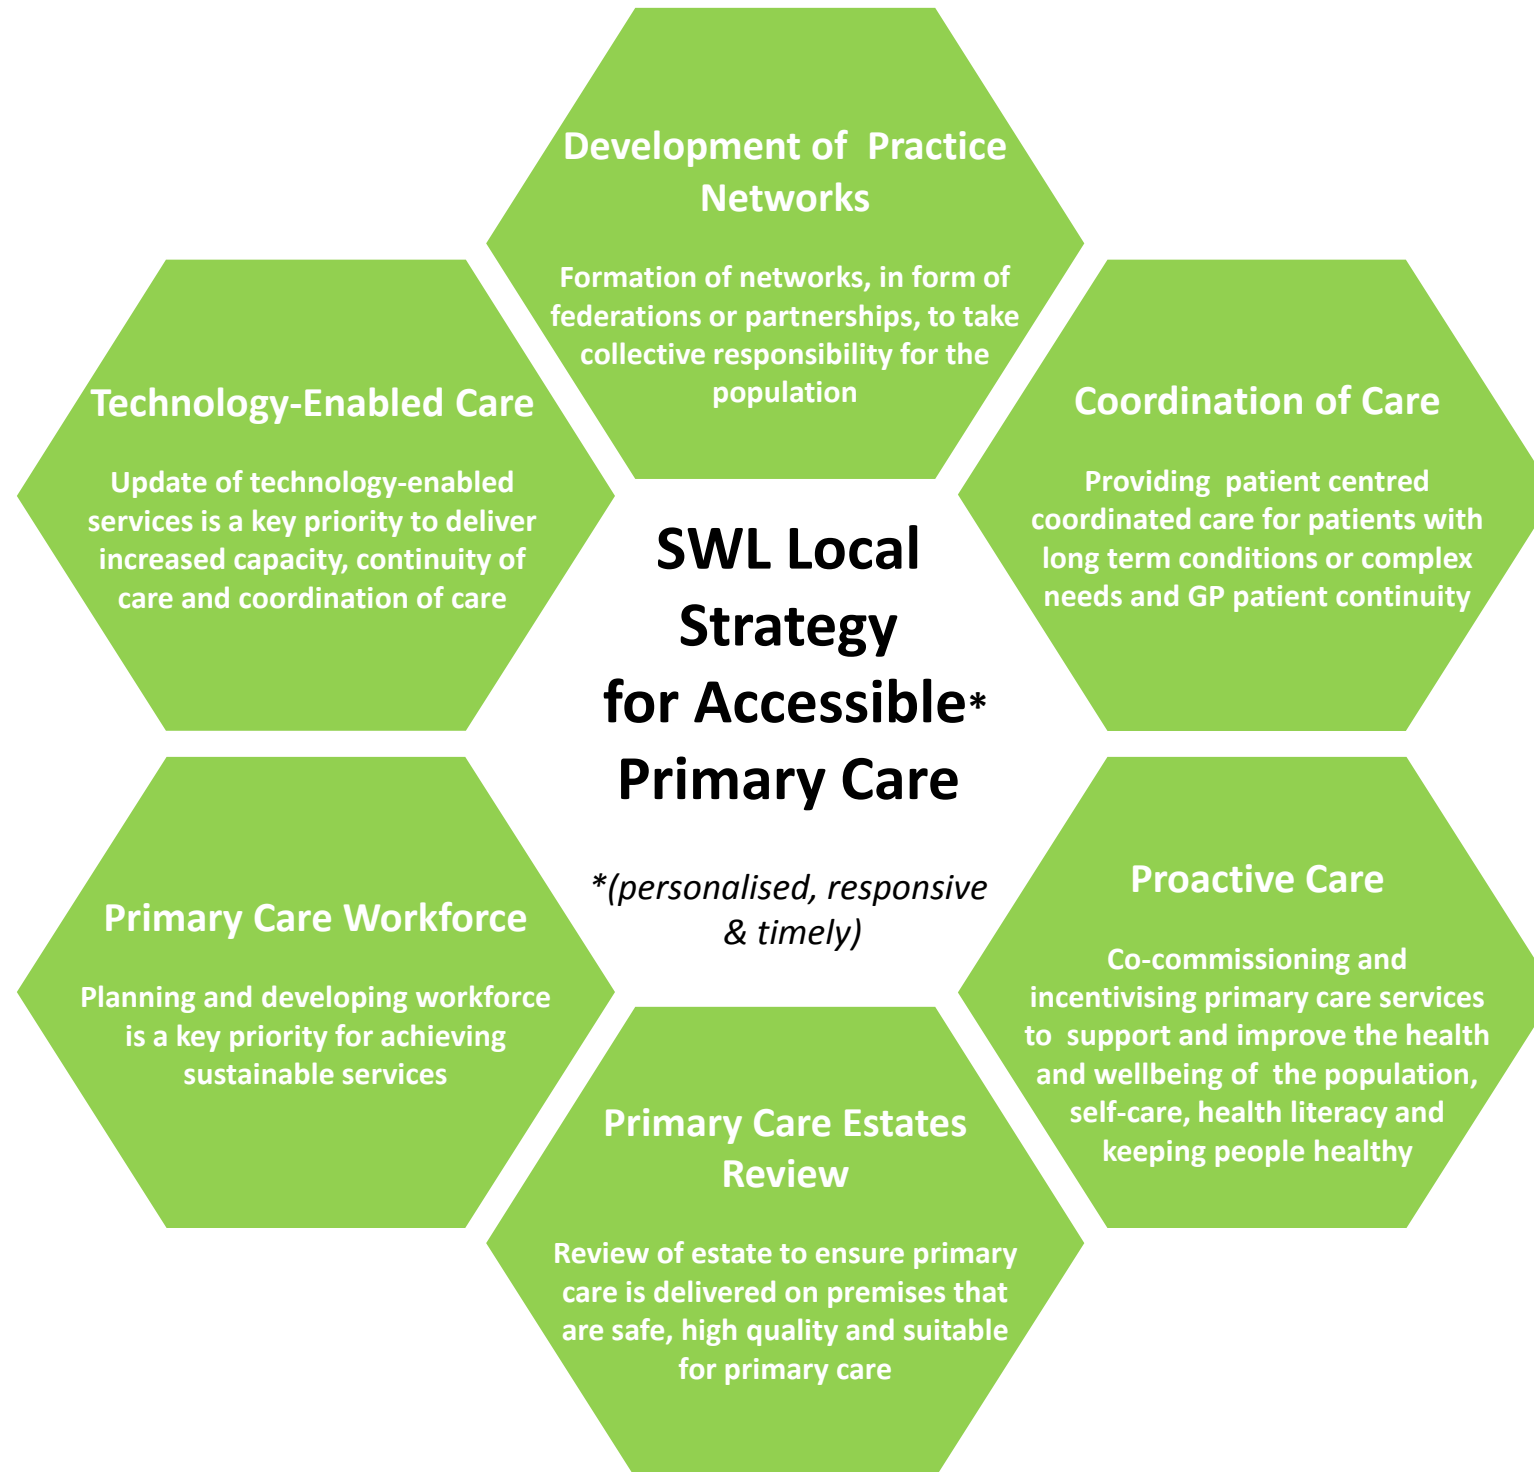 Development of  Practice
Networks
Formation of networks, in form of
federations or partnerships, to take
collective responsibility for the
population
Technology-Enabled Care
Update of technology-enabled
services is a key priority to deliver
increased capacity, continuity of
care and coordination of care
Coordination of Care
Providing  patient centred
coordinated care for patients with
long term conditions or complex
needs and GP patient continuity
SWL Local
Strategy
for Accessible*
Primary Care
*(personalised, responsive
& timely)
Primary Care Workforce
Planning and developing workforce
is a key priority for achieving
sustainable services
Proactive Care
Co-commissioning and
incentivising primary care services
to  support and improve the health
and wellbeing of  the population,
self-care, health literacy and
keeping people healthy
Primary Care Estates
Review
Review of estate to ensure primary
care is delivered on premises that
are safe, high quality and suitable
for primary care